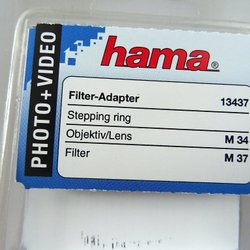 PHOTO+VIDEO
hama®
Filter-Adapter 13437
Stepping ring
Objektiv/Lens M 34
Filter M 37